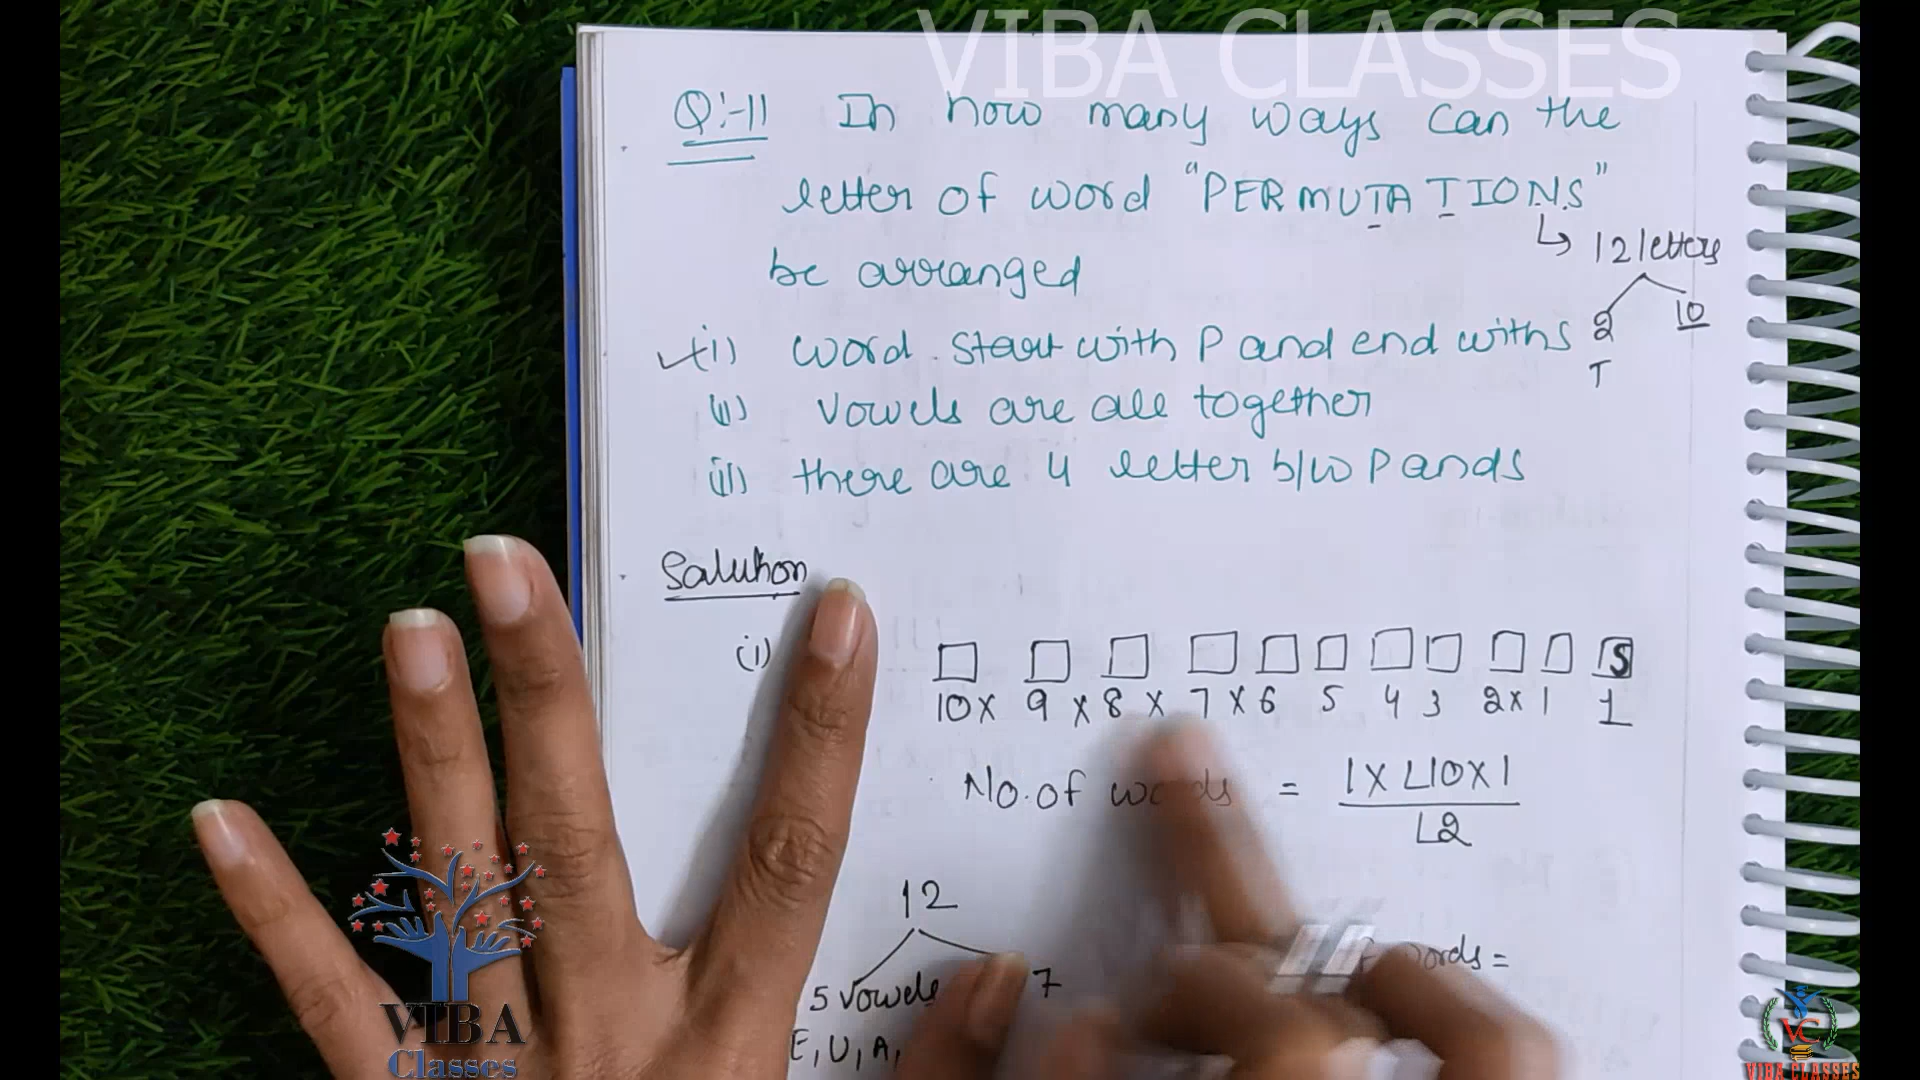 VIBA CLASSES
Q:-11 In how many ways can the
letter of word "PERMUTATIONS"
↳ 12 letters
be arranged
2 10
T
(i) word start with P and end with S
(ii) vowels are all together
(iii) there are 4 letter b/w P and S
Solution
(i) S
10 x 9 x 8 x 7 x 6 5 4 3 2 x 1 1
No. of words = 1 X L10 X 1
L2
12
5 vowels 7
words =
E, U, A,
VIBA
Classes
VC
VIBA CLASSES